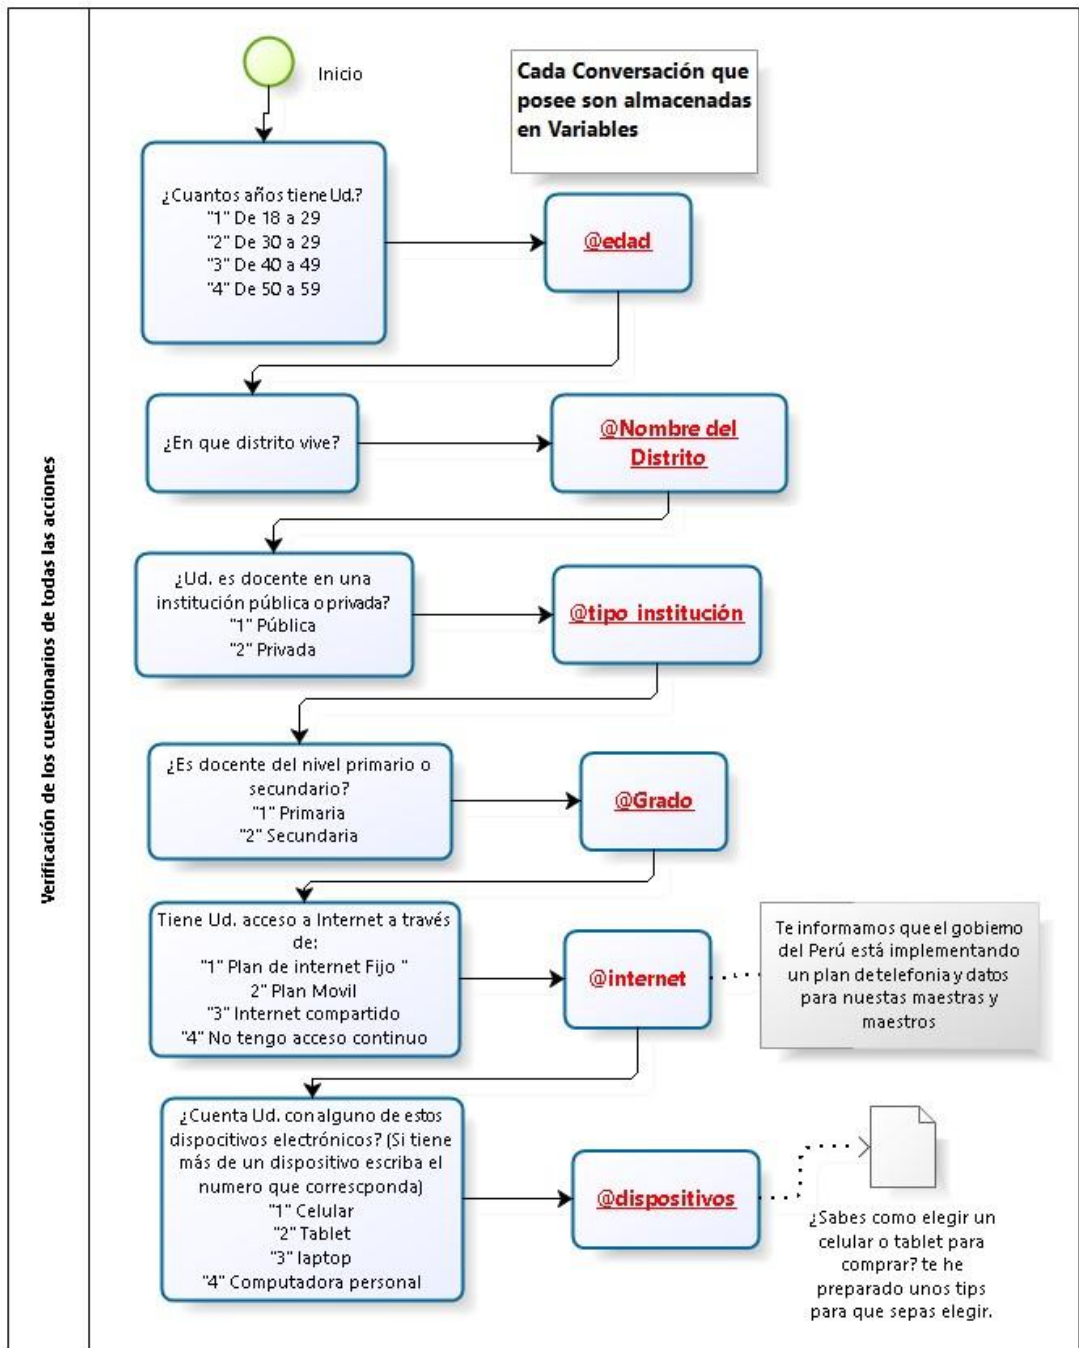 Verificación de los cuestionarios de todas las acciones
Inicio
Cada Conversación que
posee son almacenadas
en Variables
¿Cuantos años tiene Ud.?
"1" De 18 a 29
"2" De 30 a 29
"3" De 40 a 49
"4" De 50 a 59
@edad
¿En que distrito vive?
@Nombre del
Distrito
¿Ud. es docente en una
institución pública o privada?
"1" Pública
"2" Privada
@tipo institución
¿Es docente del nivel primario o
secundario?
"1" Primaria
"2" Secundaria
@Grado
Tiene Ud. acceso a Internet a través
de:
"1" Plan de internet Fijo "
2" Plan Movil
"3" Internet compartido
"4" No tengo acceso continuo
@internet
Te informamos que el gobierno
del Perú está implementando
un plan de telefonia y datos
para nuestas maestras y
maestros
¿Cuenta Ud. con alguno de estos
dispocitivos electrónicos? (Si tiene
más de un dispositivo escriba el
numero que correscponda)
"1" Celular
"2" Tablet
"3" laptop
"4" Computadora personal
@dispositivos
¿Sabes como elegir un
celular o tablet para
comprar? te he
preparado unos tips
para que sepas elegir.